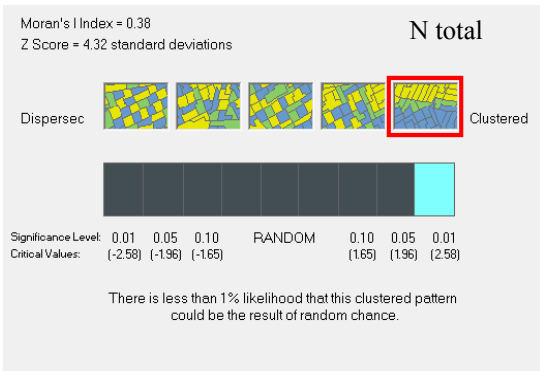 Moran's I Index = 0.38
N total
Z Score = 4.32 standard deviations
Dispersec
Clustered
Significance Level: 0.01 0.05 0.10 RANDOM 0.10 0.05 0.01
Critical Values: (-2.58) (-1.96) (-1.65) (1.65) (1.96) (2.58)
There is less than 1% likelihood that this clustered pattern
could be the result of random chance.